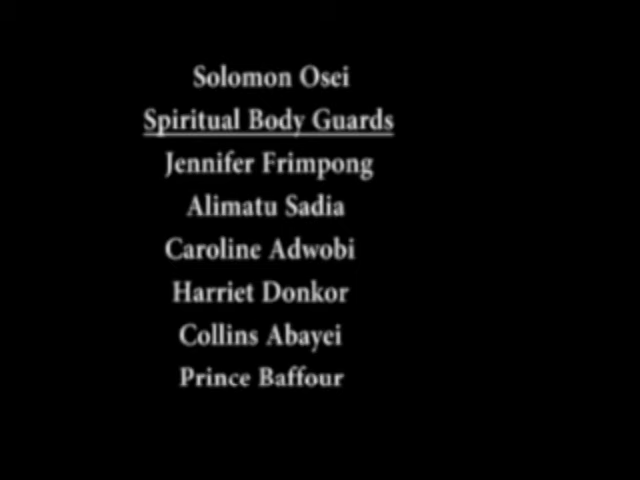 Solomon Osei
Spiritual Body Guards
Jennifer Frimpong
Alimatu Sadia
Caroline Adwobi
Harriet Donkor
Collins Abayei
Prince Baffour